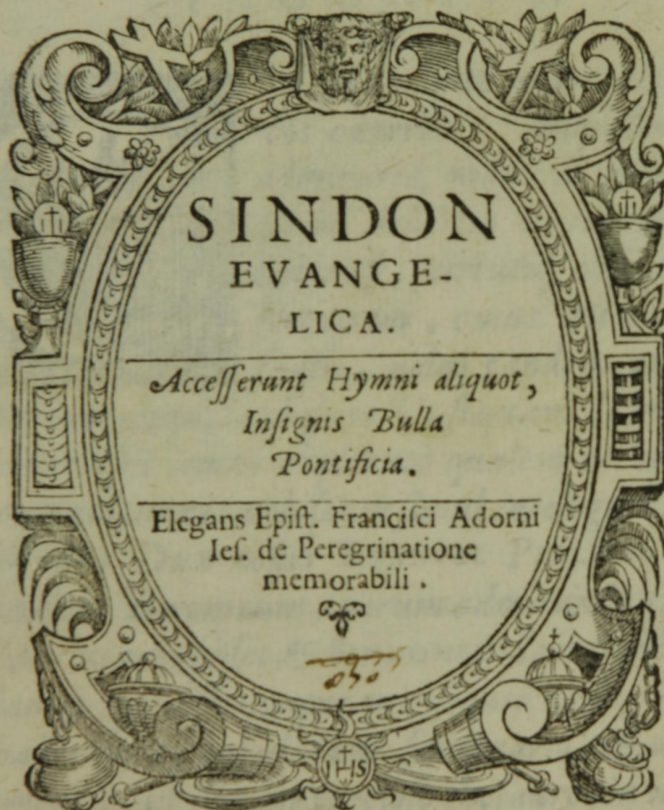 SINDON
EVANGE-
LICA.
Accesserunt Hymni aliquot,
Insignis Bulla
Pontificia.
Elegans Epist. Francisci Adorni
Ies. de Peregrinatione
memorabili.
IHS